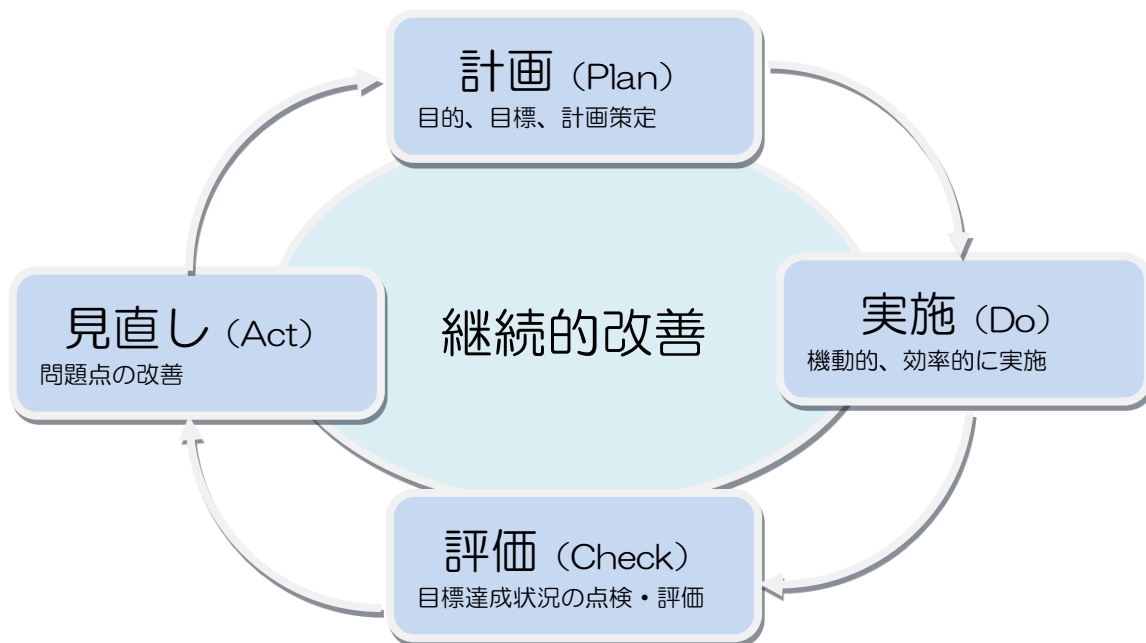 計画（Plan）
目的、目標、計画策定
実施（Do）
機動的、効率的に実施
評価（Check）
目標達成状況の点検・評価
見直し（Act）
問題点の改善
継続的改善